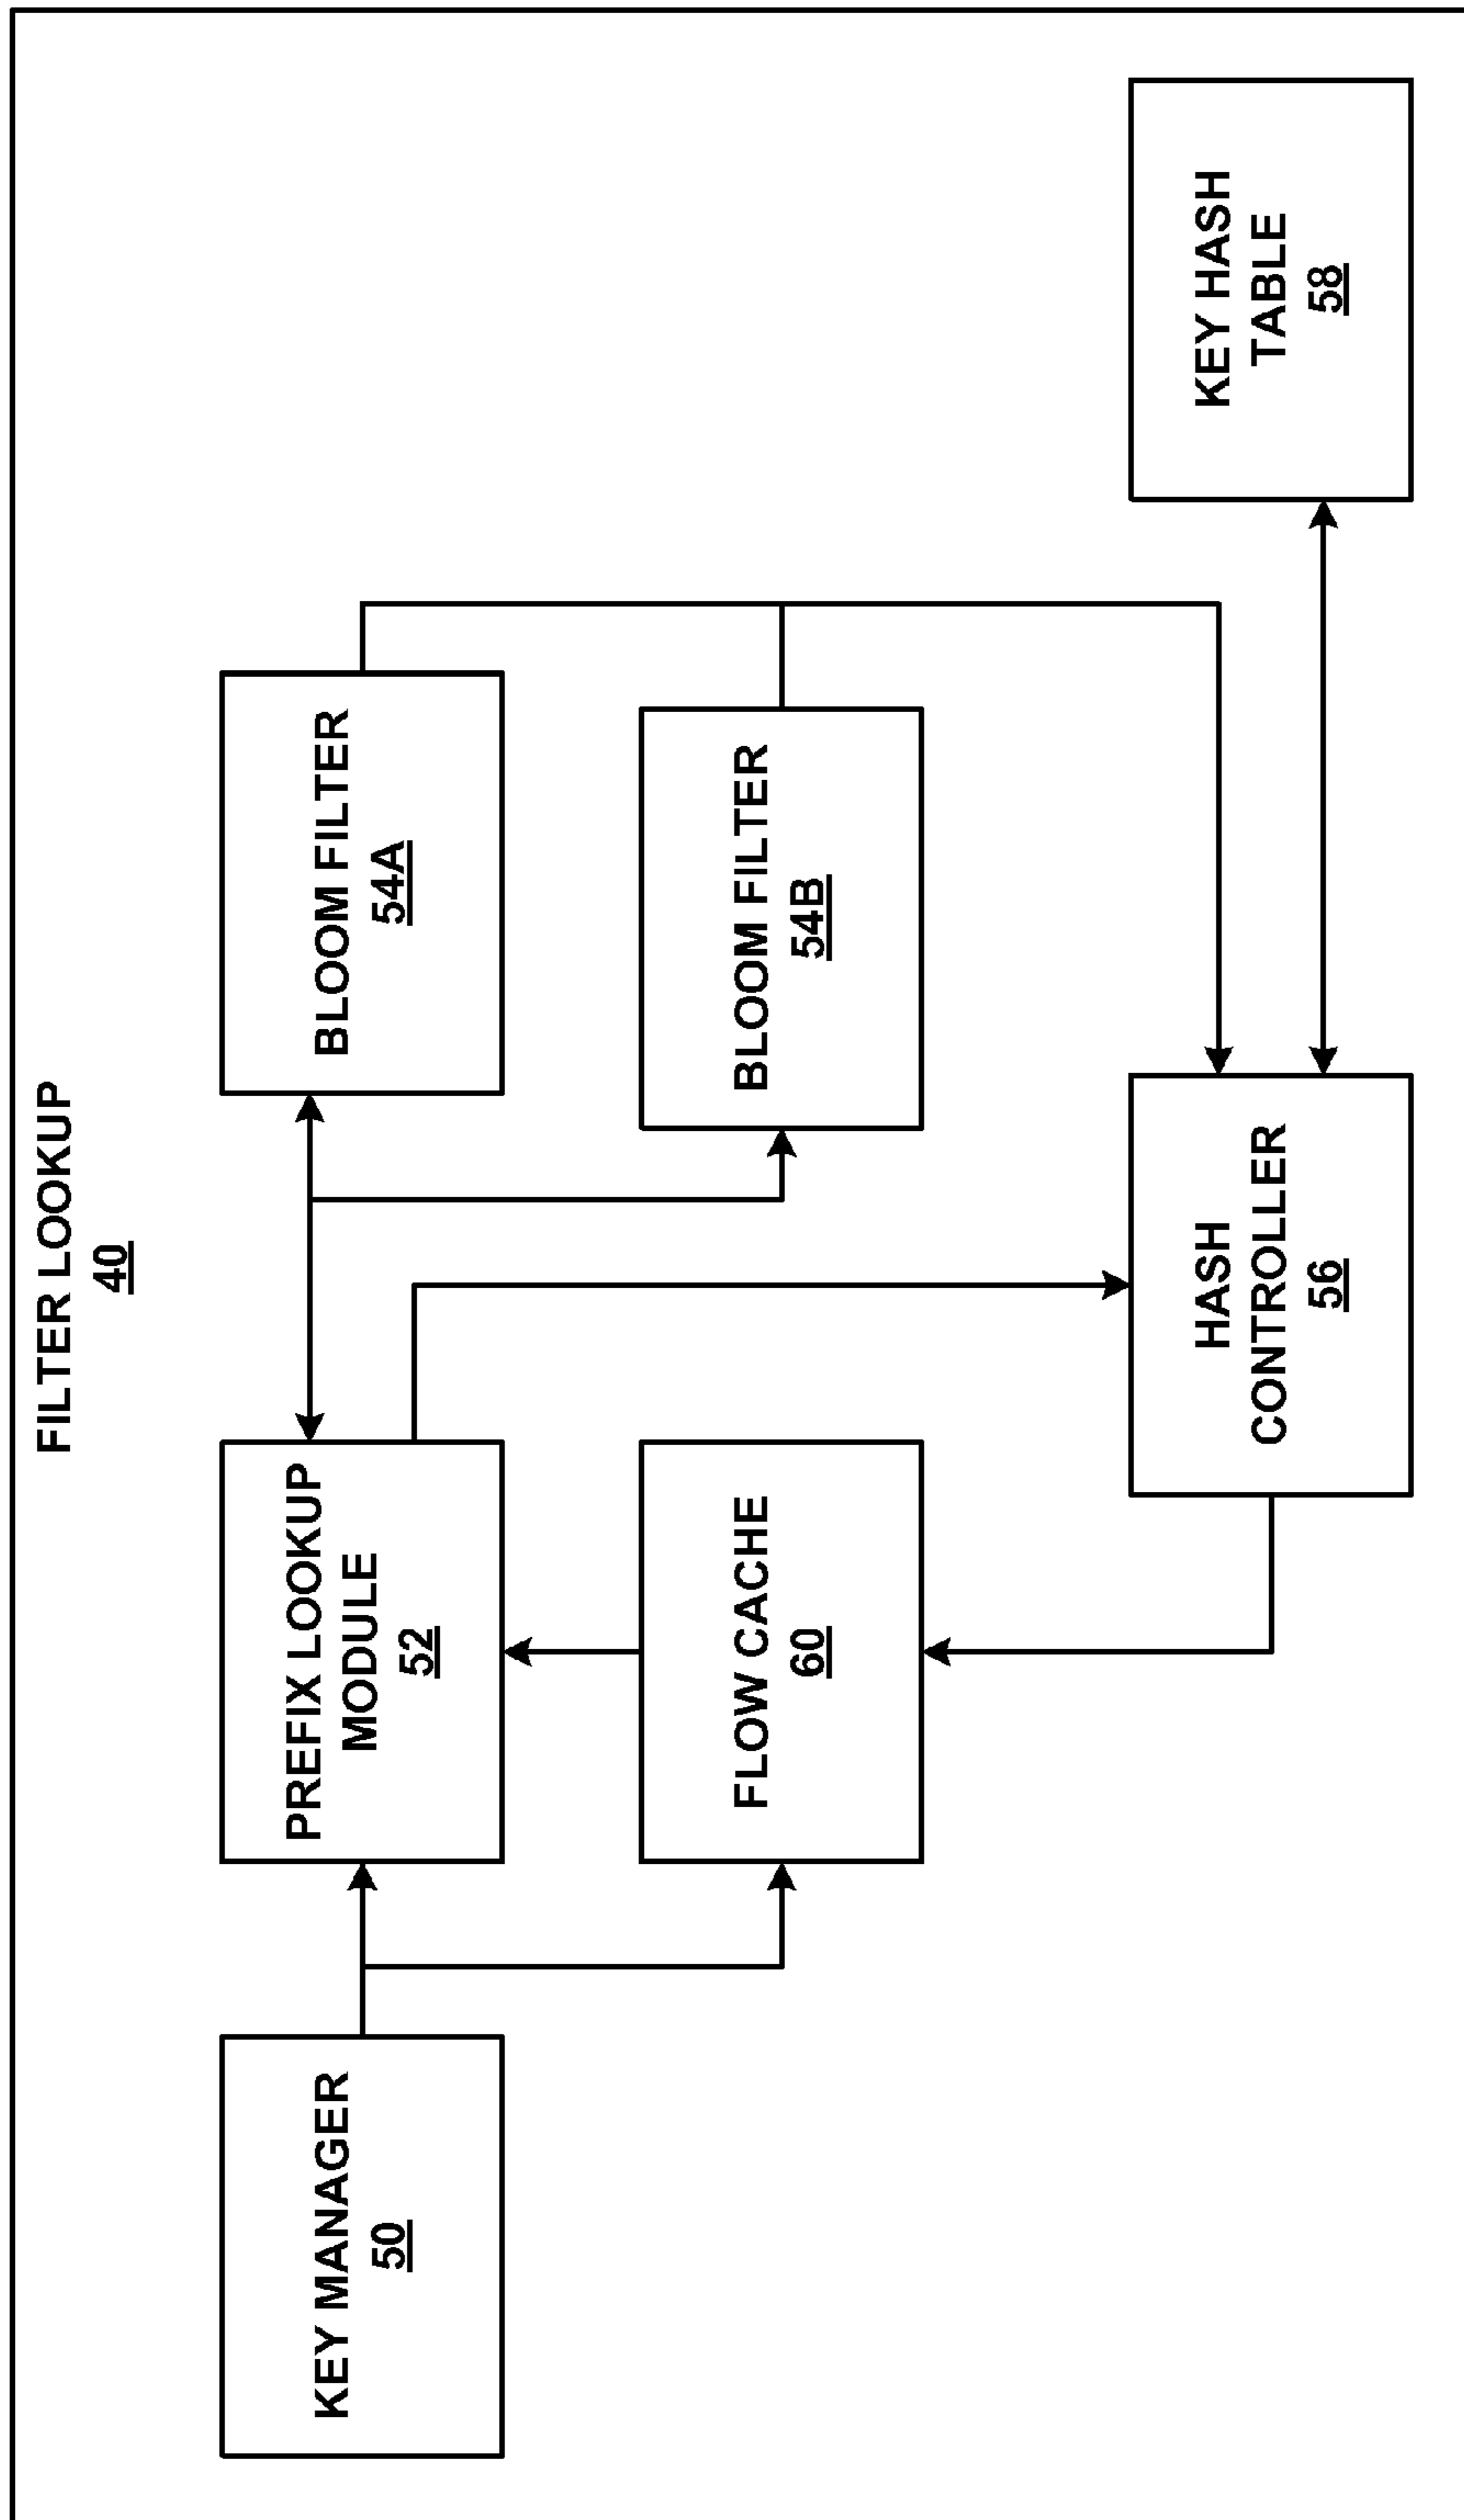 FILTER LOOKUP
40
KEY MANAGER
50
PREFIX LOOKUP
MODULE
52
BLOOM FILTER
54A
FLOW CACHE
60
BLOOM FILTER
54B
HASH
CONTROLLER
56
KEY HASH
TABLE
58